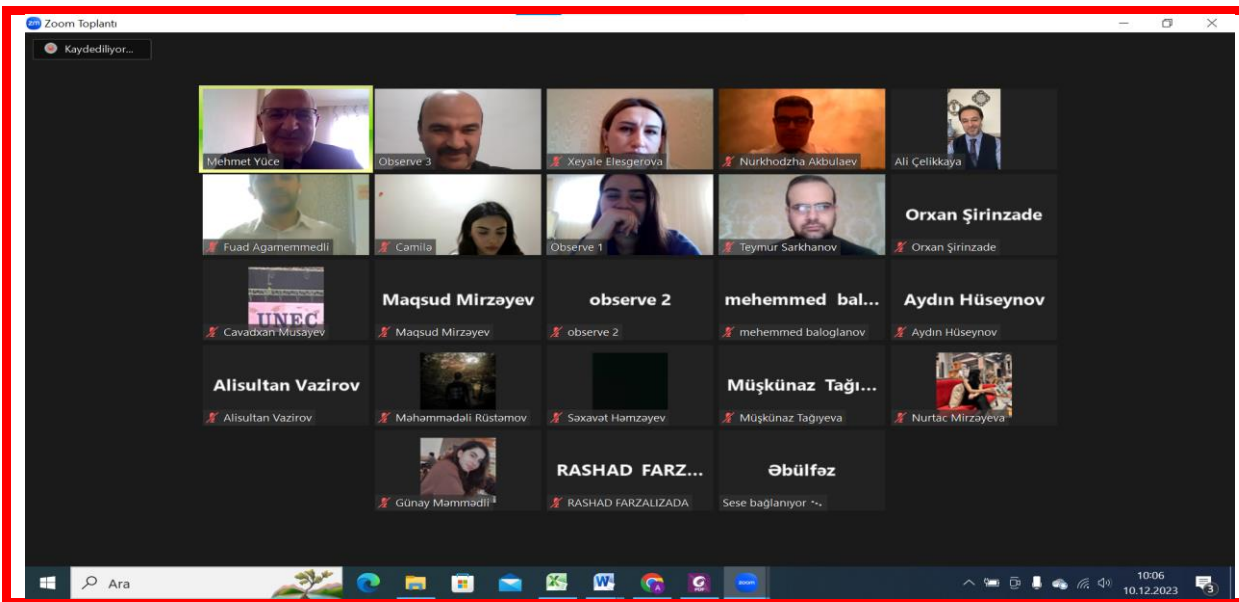 Zoom Toplantı
Kaydediliyor...
Mehmet Yüce
Observe 3
Xeyale Elesgerova
Nurkhodzha Akbulaev
Ali Çelikkaya
Fuad Agamemmedli
Cəmilə
Observe 1
Teymur Sarkhanov
Orxan Şirinzade
Orxan Şirinzade
UNEC
Cavadxan Musayev
Maqsud Mirzəyev
Maqsud Mirzəyev
observe 2
observe 2
mehemmed bal...
mehemmed baloglanov
Aydın Hüseynov
Aydın Hüseynov
Alisultan Vazirov
Alisultan Vazirov
Məhəmmədəli Rüstəmov
Səxavət Həmzəyev
Müşkünaz Tağı...
Müşkünaz Tağıyeva
Nurtac Mirzəyeva
Günay Məmmədli
RASHAD FARZ...
RASHAD FARZALIZADA
Əbülfəz
Sese bağlanıyor
Ara
zoom
10:06
10.12.2023
3